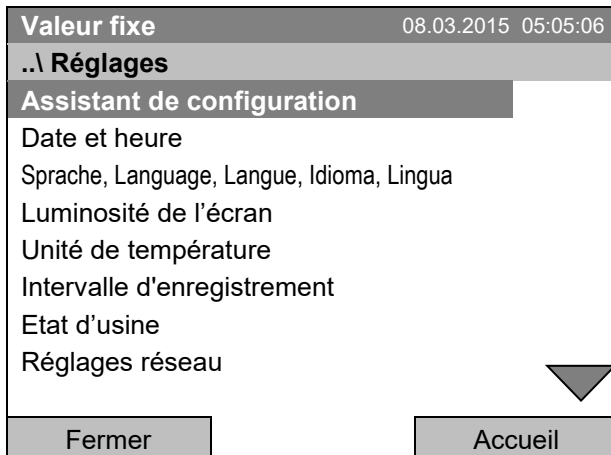 Valeur fixe 08.03.2015 05:05:06
..\ Réglages
Assistant de configuration
Date et heure
Sprache, Language, Langue, Idioma, Lingua
Luminosité de l’écran
Unité de température
Intervalle d'enregistrement
Etat d’usine
Réglages réseau
Fermer Accueil